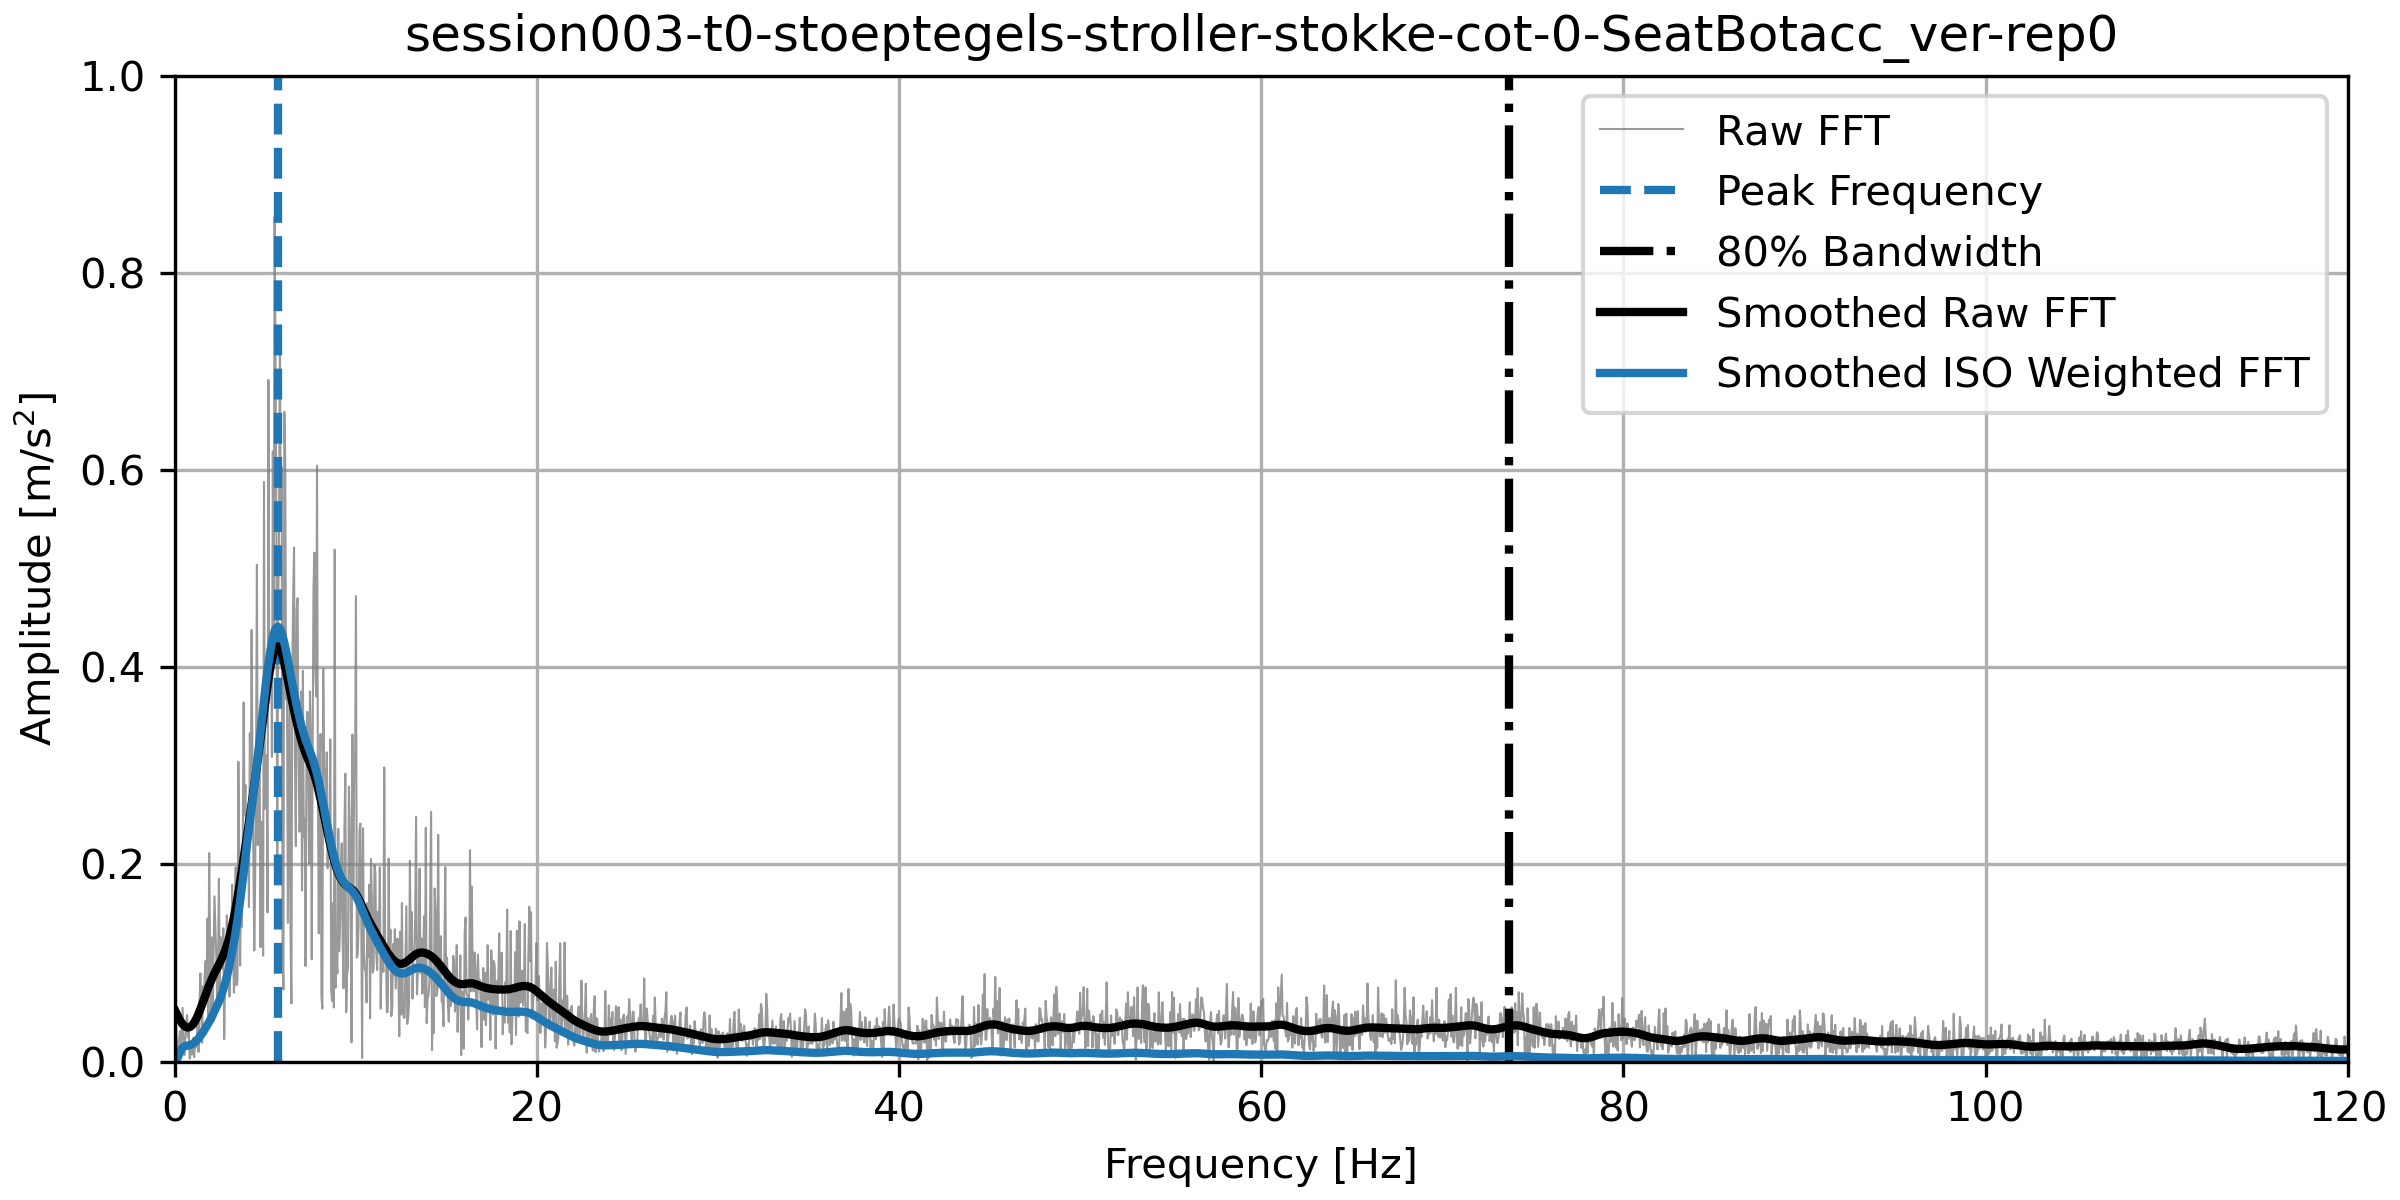 session003-t0-stoeptegels-stroller-stokke-cot-0-SeatBotacc_ver-rep0
1.0
0.8
0.6
0.4
0.2
0.0
Amplitude [m/s²]
Raw FFT
Peak Frequency
80% Bandwidth
Smoothed Raw FFT
Smoothed ISO Weighted FFT
0 20 40 60 80 100 120
Frequency [Hz]